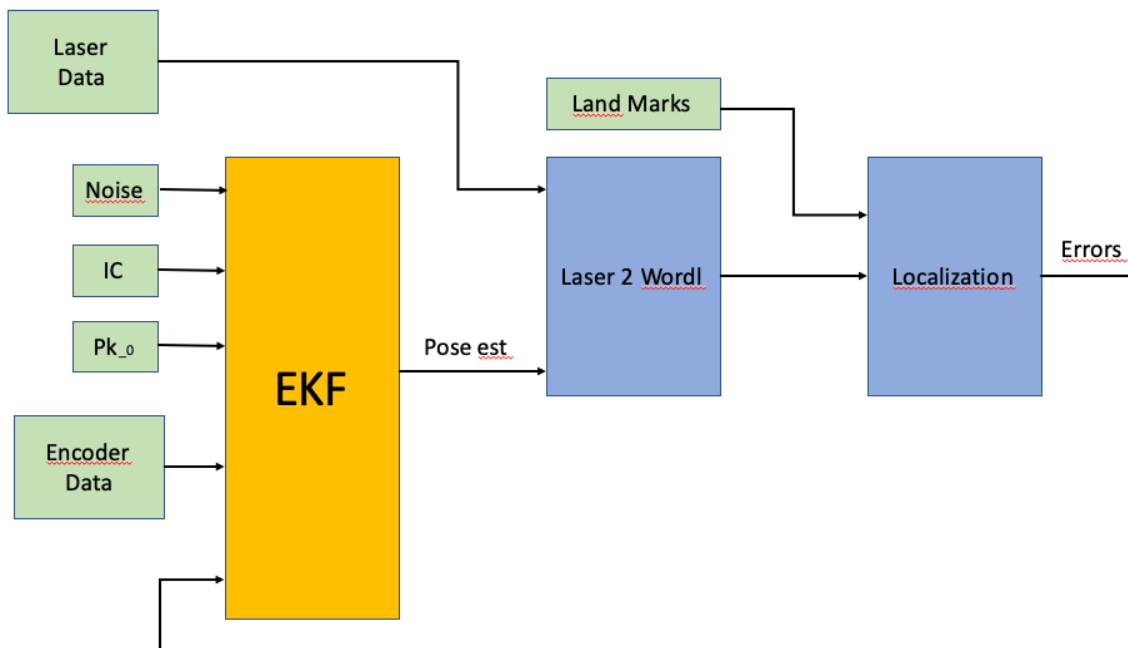 Laser
Data
Land Marks
Noise
IC
Pk_0
Encoder
Data
EKF
Pose est
Laser 2 Wordl
Localization
Errors